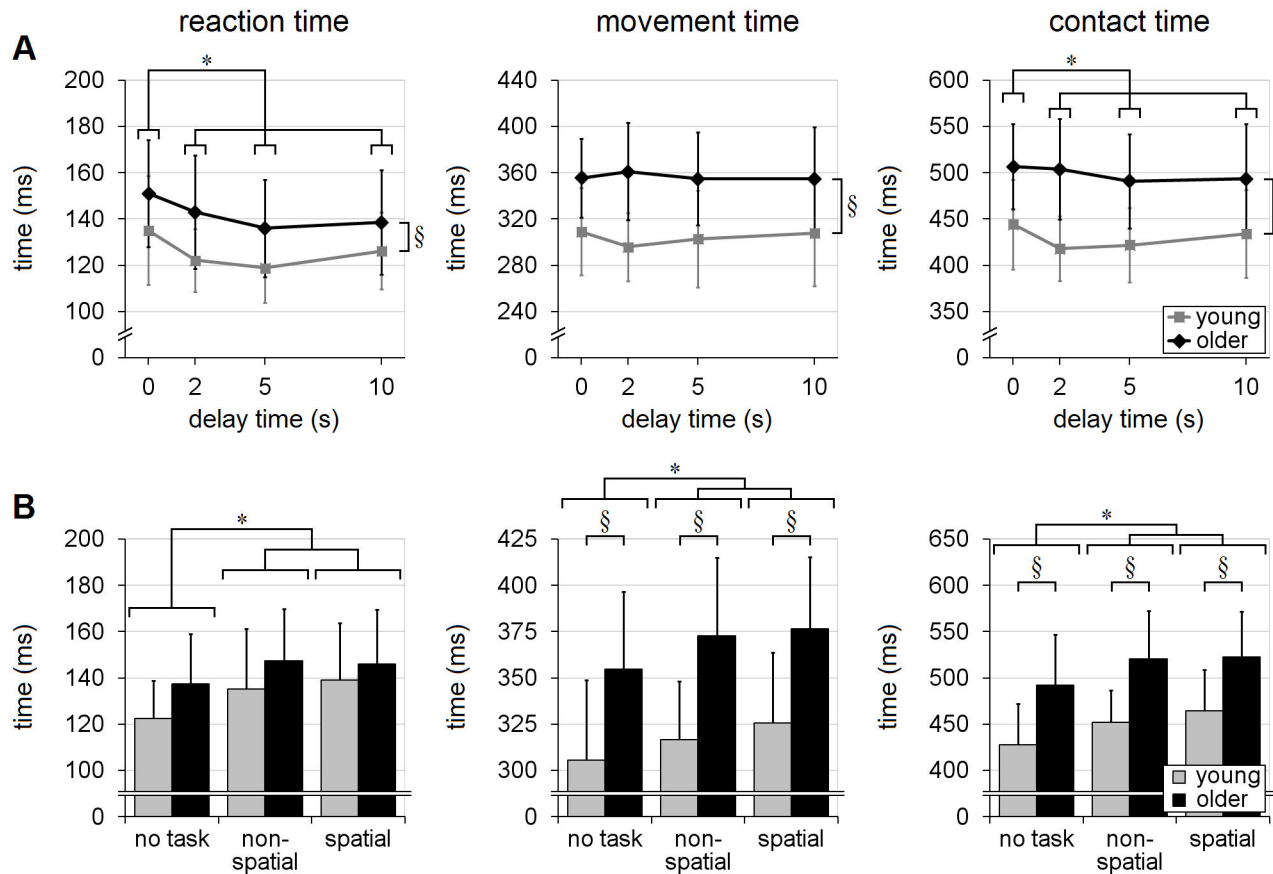 reaction time
movement time
contact time
A
time (ms)
200
180
160
140
120
100
0
*
§
0 2 5 10
delay time (s)
time (ms)
440
400
360
320
280
240
0
§
0 2 5 10
delay time (s)
time (ms)
600
550
500
450
400
350
0
*
§
young
older
0 2 5 10
delay time (s)
B
time (ms)
200
180
160
140
120
100
0
*
no task non-spatial spatial
time (ms)
425
400
375
350
325
300
0
*
§ § §
no task non-spatial spatial
time (ms)
650
600
550
500
450
400
0
*
§ § §
young
older
no task non-spatial spatial